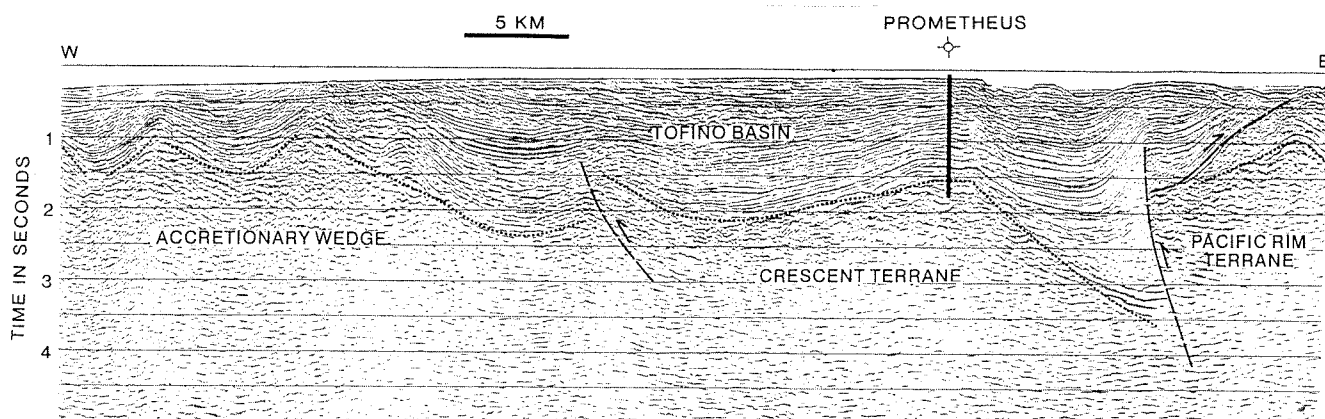 5 KM
PROMETHEUS
W
E
1
TOFINO BASIN
2
ACCRETIONARY WEDGE
PACIFIC RIM
TERRANE
CRESCENT TERRANE
3
4
TIME IN SECONDS